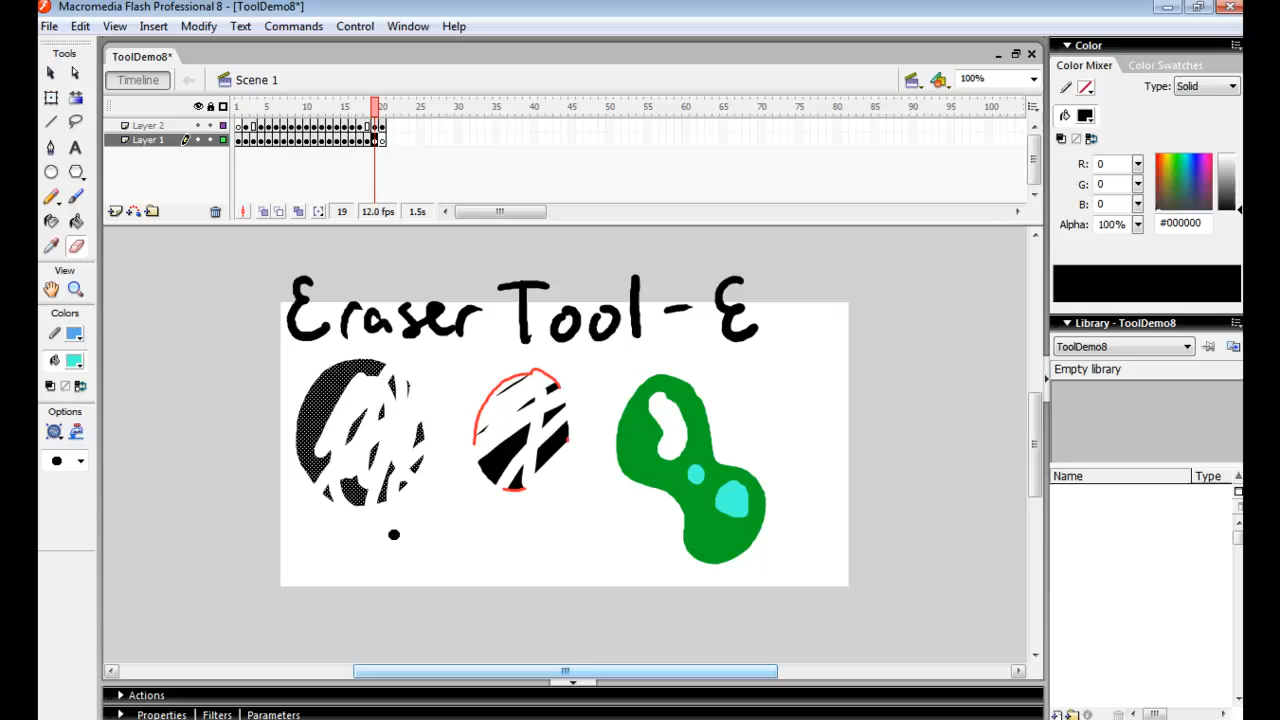 Macromedia Flash Professional 8 - [ToolDemo8*]
File Edit View Insert Modify Text Commands Control Window Help
Tools
ToolDemo8*
Timeline Scene 1 100%
1 5 10 15 20 25 30 35 40 45 50 55 60 65 70 75 80 85 90 95 100
Layer 2
Layer 1
19 12.0 fps 1.5s
View
Colors
Options
Eraser Tool - E
Color
Color Mixer Color Swatches
Type: Solid
R: 0
G: 0
B: 0
Alpha: 100% #000000
Library - ToolDemo8
ToolDemo8
Empty library
Name Type
Actions
Properties Filters Parameters